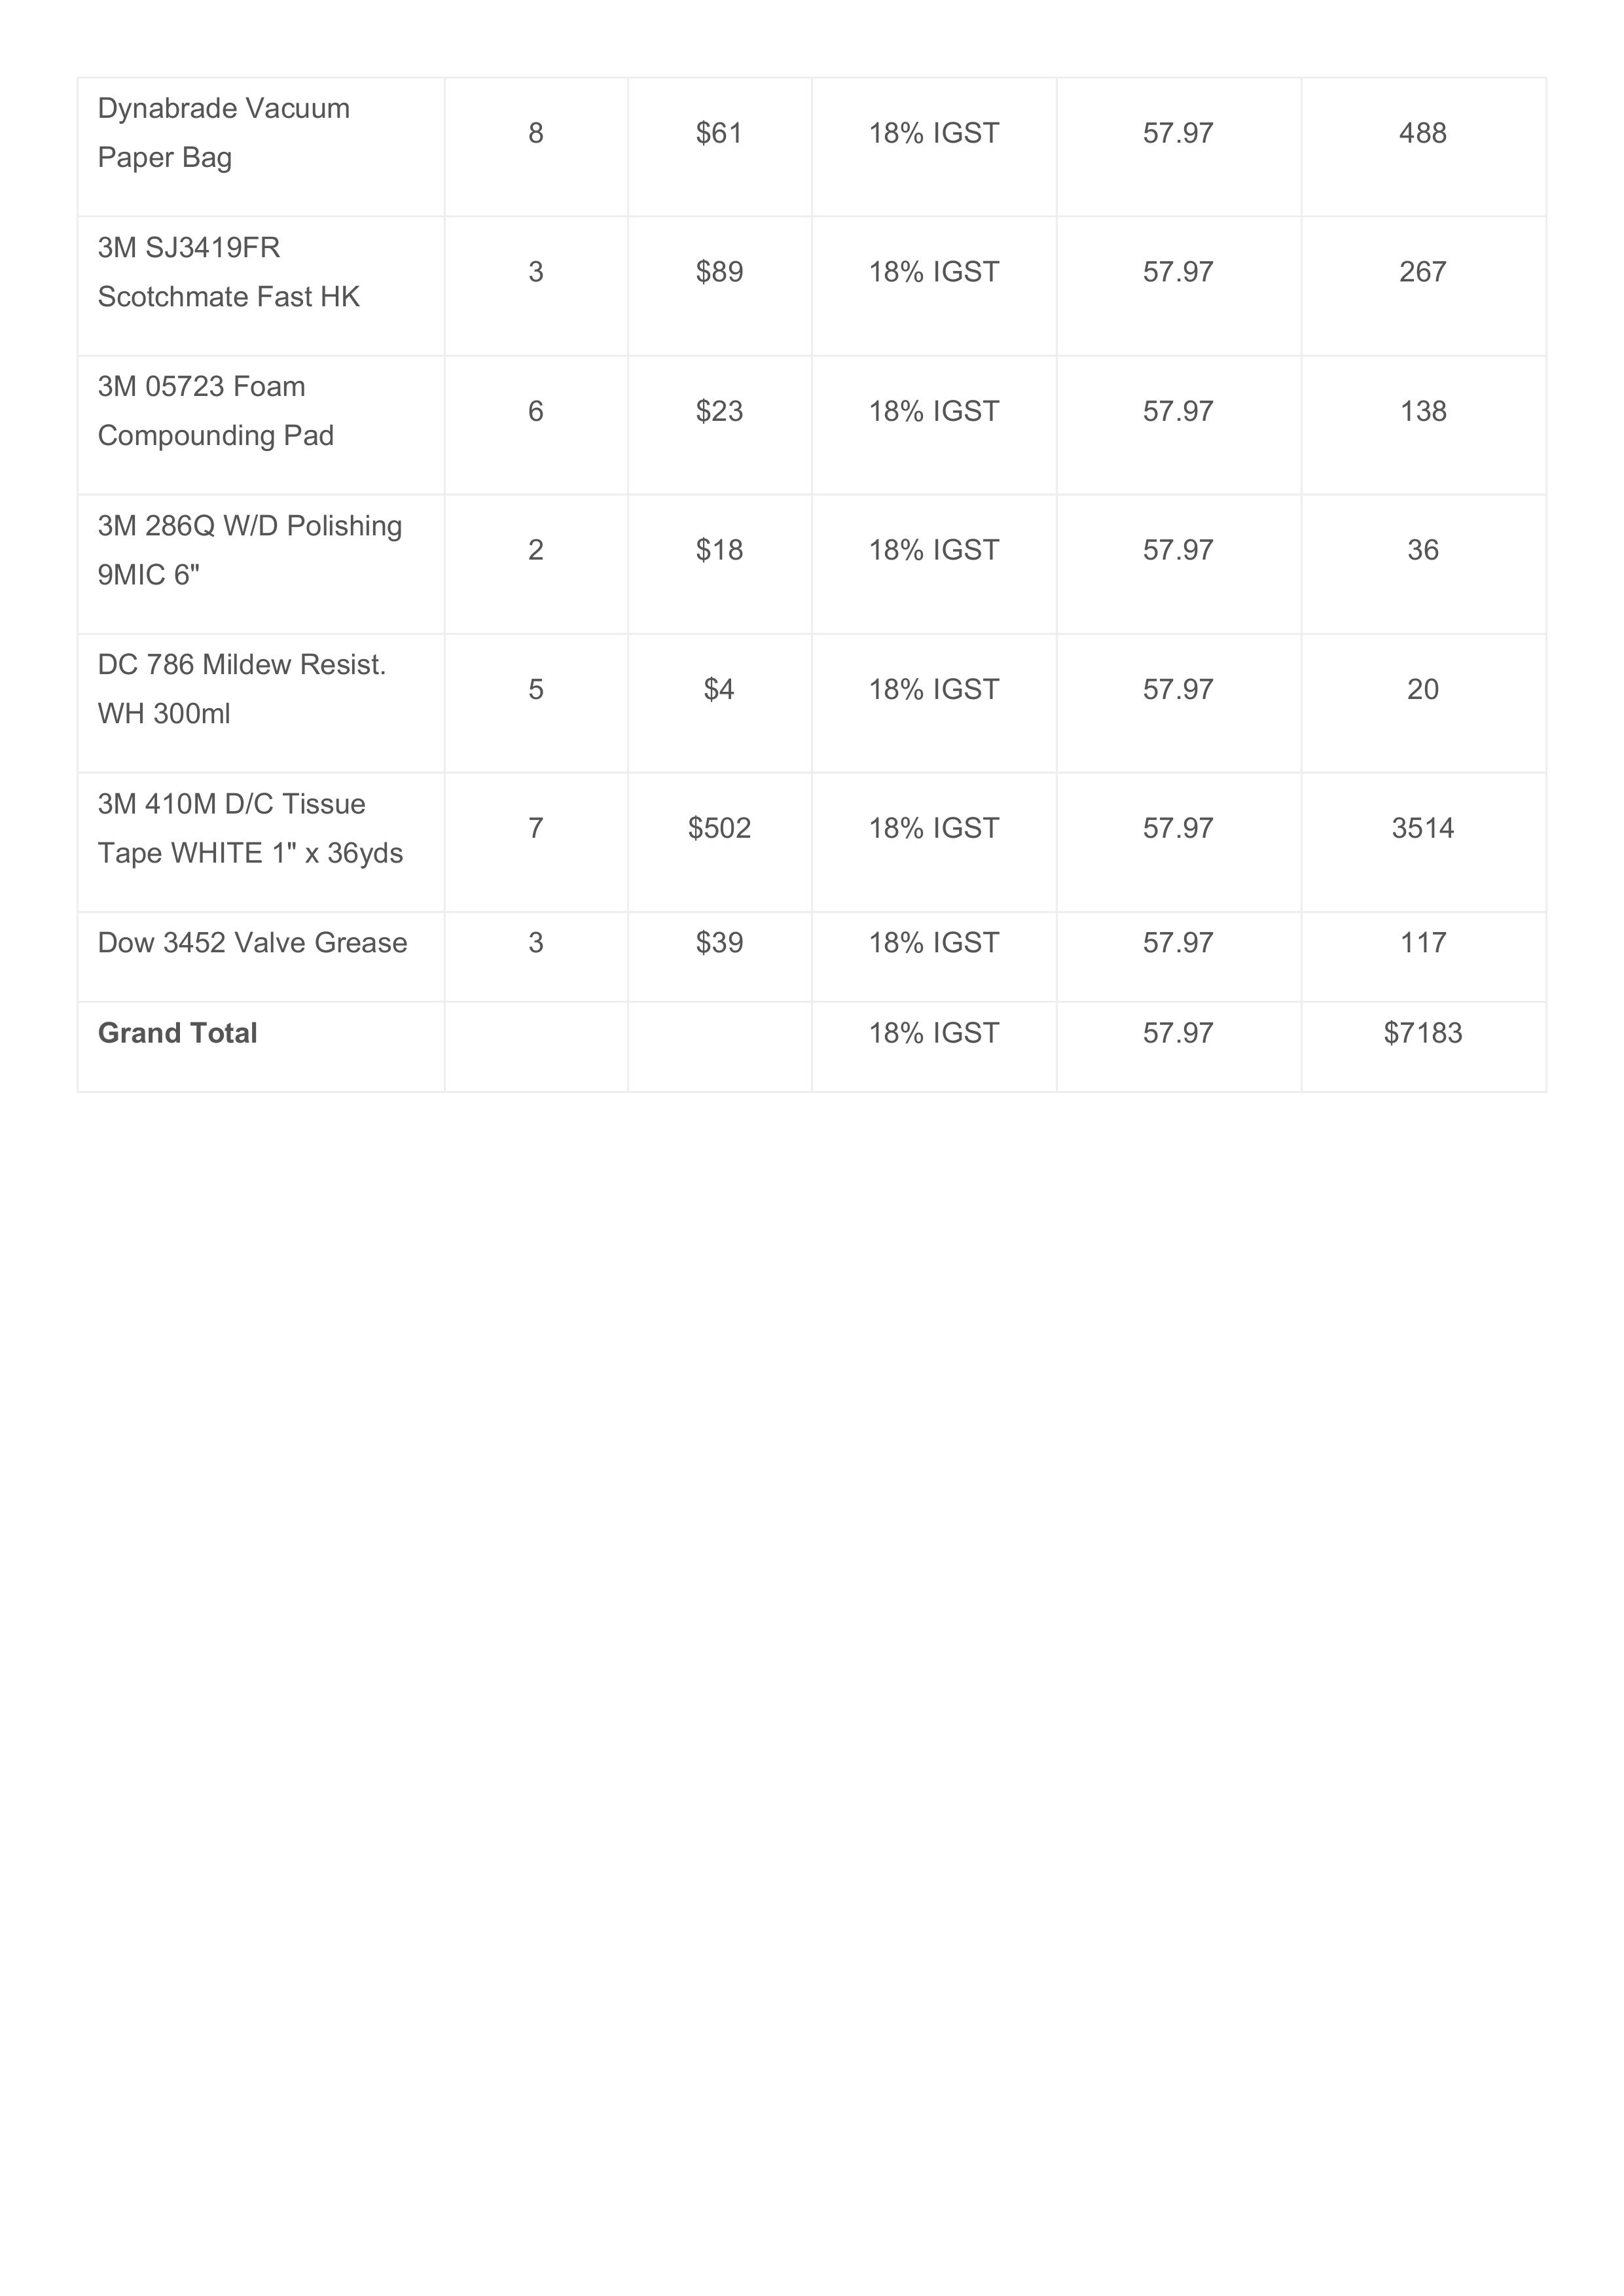 Dynabrade Vacuum
Paper Bag
8 $61 18% IGST 57.97 488
3M SJ3419FR
Scotchmate Fast HK
3 $89 18% IGST 57.97 267
3M 05723 Foam
Compounding Pad
6 $23 18% IGST 57.97 138
3M 286Q W/D Polishing
9MIC 6"
2 $18 18% IGST 57.97 36
DC 786 Mildew Resist.
WH 300ml
5 $4 18% IGST 57.97 20
3M 410M D/C Tissue
Tape WHITE 1" x 36yds
7 $502 18% IGST 57.97 3514
Dow 3452 Valve Grease 3 $39 18% IGST 57.97 117
Grand Total 18% IGST 57.97 $7183